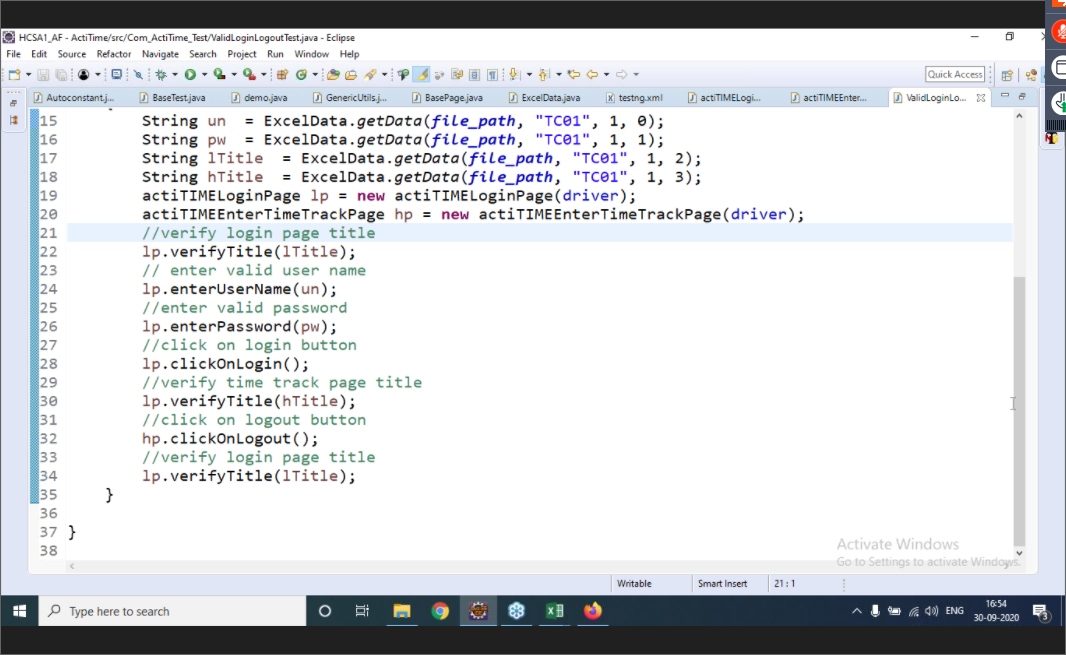 HCSA1_AF - ActiTime/src/Com_ActiTime_Test/ValidLoginLogoutTest.java - Eclipse
File Edit Source Refactor Navigate Search Project Run Window Help
Quick Access
Autoconstant.j... BaseTest.java demo.java GenericUtils.j... BasePage.java ExcelData.java testng.xml actiTIMELogi... actiTIMEEnter... ValidLoginLo...
15 String un = ExcelData.getData(file_path, "TC01", 1, 0);
16 String pw = ExcelData.getData(file_path, "TC01", 1, 1);
17 String lTitle = ExcelData.getData(file_path, "TC01", 1, 2);
18 String hTitle = ExcelData.getData(file_path, "TC01", 1, 3);
19 actiTIMELoginPage lp = new actiTIMELoginPage(driver);
20 actiTIMEEnterTimeTrackPage hp = new actiTIMEEnterTimeTrackPage(driver);
21 //verify login page title
22 lp.verifyTitle(lTitle);
23 // enter valid user name
24 lp.enterUserName(un);
25 //enter valid password
26 lp.enterPassword(pw);
27 //click on login button
28 lp.clickOnLogin();
29 //verify time track page title
30 lp.verifyTitle(hTitle);
31 //click on logout button
32 hp.clickOnLogout();
33 //verify login page title
34 lp.verifyTitle(lTitle);
35 }
36
37 }
38
Activate Windows
Go to Settings to activate Windows.
Writable Smart Insert 21 : 1
Type here to search
ENG
16:54
30-09-2020
3